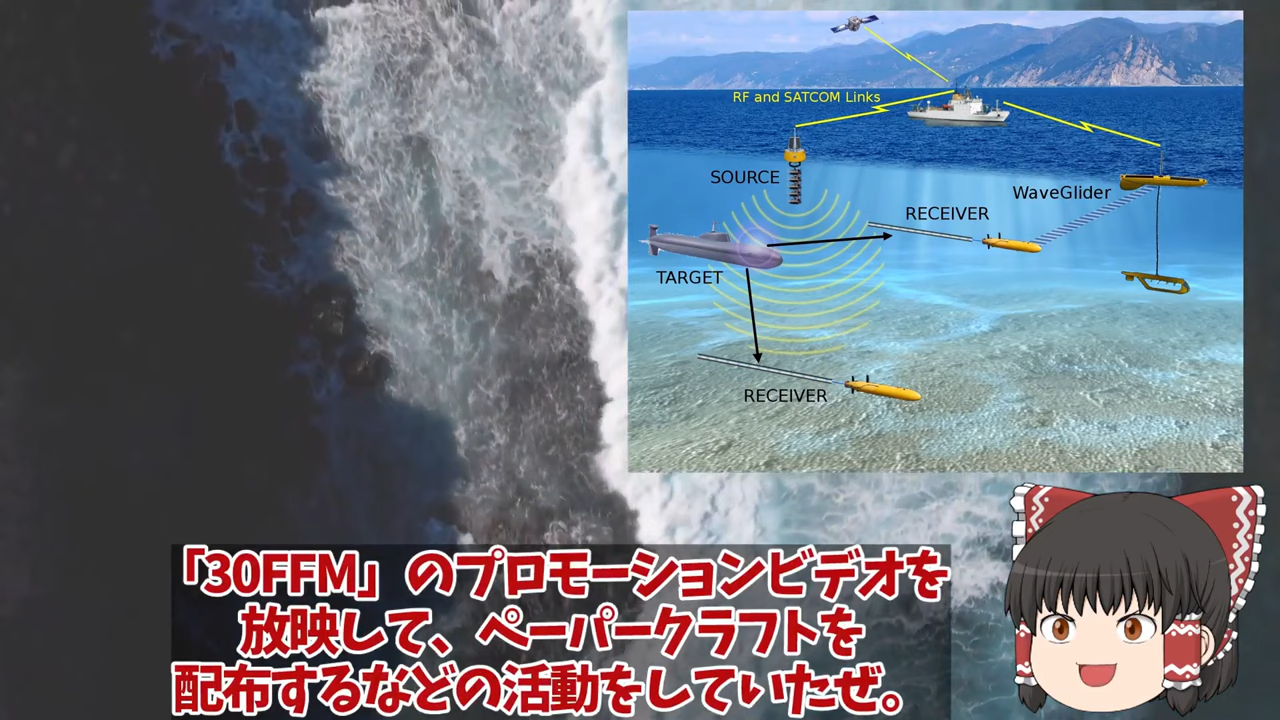 RF and SATCOM Links
SOURCE
WaveGlider
RECEIVER
TARGET
RECEIVER
「30FFM」のプロモーションビデオを
放映して、ペーパークラフトを
配布するなどの活動をしていたぜ。